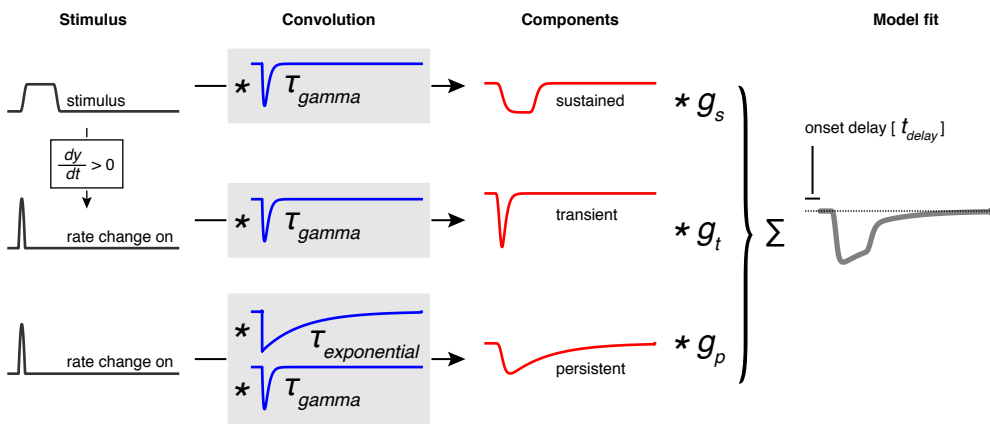 Stimulus
Convolution
Components
Model fit
stimulus
* τgamma
sustained
* gs
dy/dt > 0
onset delay [ tdelay ]
rate change on
* τgamma
transient
* gt
Σ
rate change on
* τexponential
* τgamma
persistent
* gp